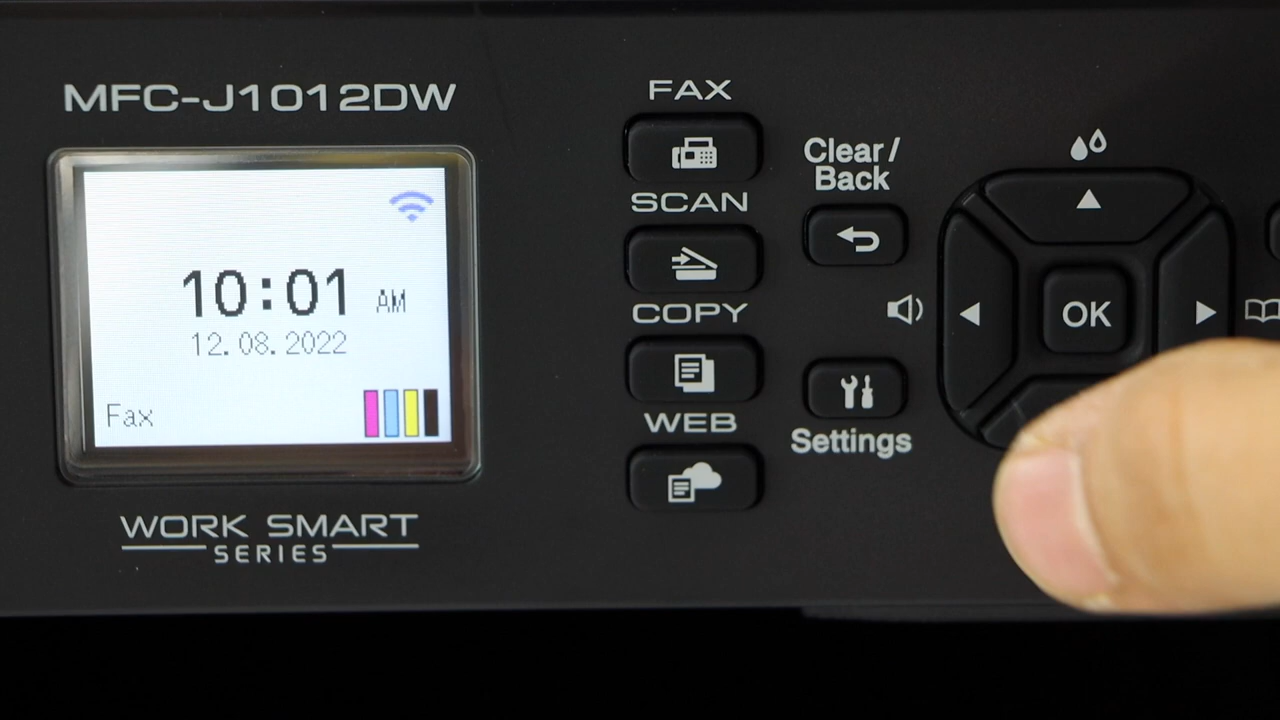 MFC-J1012DW
10:01 AM
12.08.2022
Fax
WORK SMART
SERIES
FAX
SCAN
COPY
WEB
Clear/
Back
Settings
OK